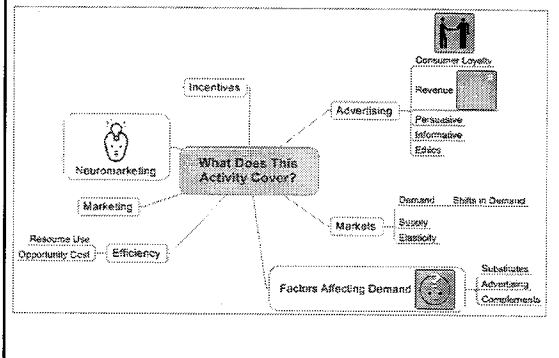 Consumer Loyalty
Incentives
Revenue
Advertising
Persuasive
Informative
Ethics
Neuromarketing
What Does This
Activity Cover?
Marketing
Demand Shifts in Demand
Markets
Supply
Elasticity
Resource Use
Opportunity Cost
Efficiency
Factors Affecting Demand
Substitutes
Advertising
Complements